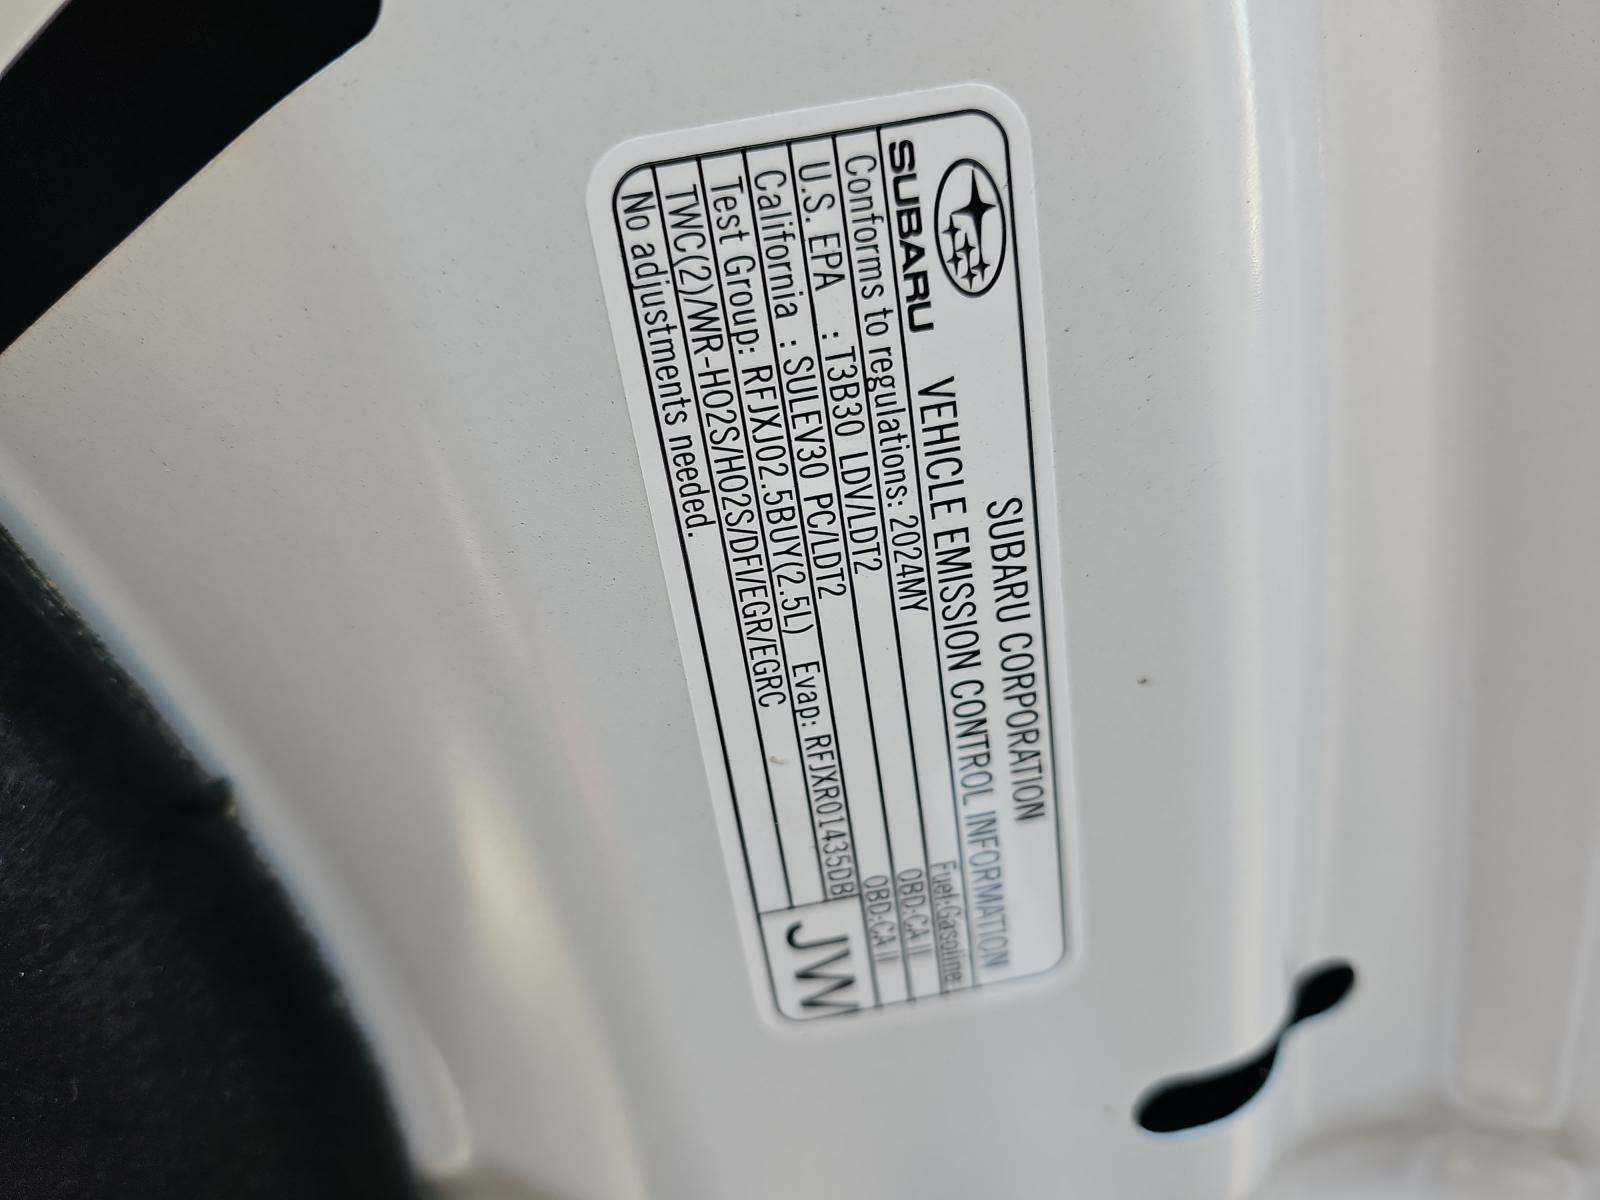 SUBARU CORPORATION
SUBARU VEHICLE EMISSION CONTROL INFORMATION
Conforms to regulations: 2024MY Fuel:Gasoline
U.S. EPA : T3B30 LDV/LDT2 OBD:CA II
California : SULEV30 PC/LDT2 OBD:CA II
Test Group: RFJXJ02.5BUY(2.5L) Evap: RFJXR01435DB
TWC(2)/WR-HO2S/HO2S/DFI/EGR/EGRC
No adjustments needed.
JW